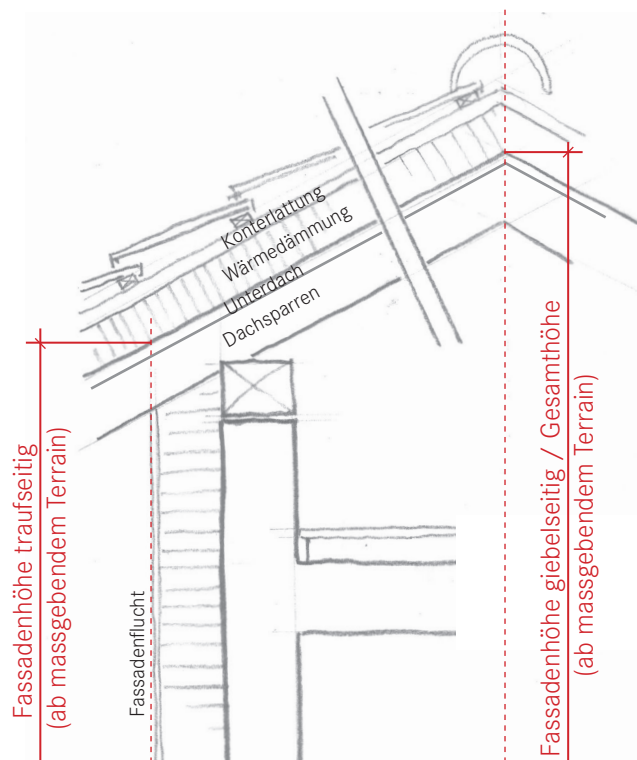 Konterlattung
Wärmedämmung
Unterdach
Dachsparren
Fassadenhöhe traufseitig
(ab massgebendem Terrain)
Fassadenflucht
Fassadenhöhe giebelseitig / Gesamthöhe
(ab massgebendem Terrain)